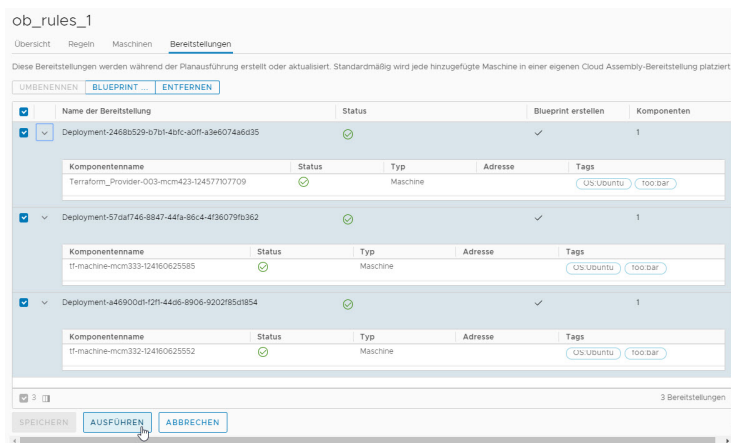 ob_rules_1
Übersicht Regeln Maschinen Bereitstellungen
Diese Bereitstellungen werden während der Planausführung erstellt oder aktualisiert. Standardmäßig wird jede hinzugefügte Maschine in einer eigenen Cloud Assembly-Bereitstellung platziert
UMBENENNEN BLUEPRINT ... ENTFERNEN
Name der Bereitstellung Status Blueprint erstellen Komponenten
Deployment-2468b529-b7b1-4bfc-a0ff-a3e6074a6d35 1
Komponentenname Status Typ Adresse Tags
Terraform_Provider-003-mcm423-124577107709 Maschine OS:Ubuntu foo:bar
Deployment-57daf746-8847-44fa-86c4-4f36079fb362 1
Komponentenname Status Typ Adresse Tags
tf-machine-mcm333-124160625585 Maschine OS:Ubuntu foo:bar
Deployment-a46900d1-f2f1-44d6-8906-9202f85d1854 1
Komponentenname Status Typ Adresse Tags
tf-machine-mcm332-124160625552 Maschine OS:Ubuntu foo:bar
3 3 Bereitstellungen
SPEICHERN AUSFÜHREN ABBRECHEN